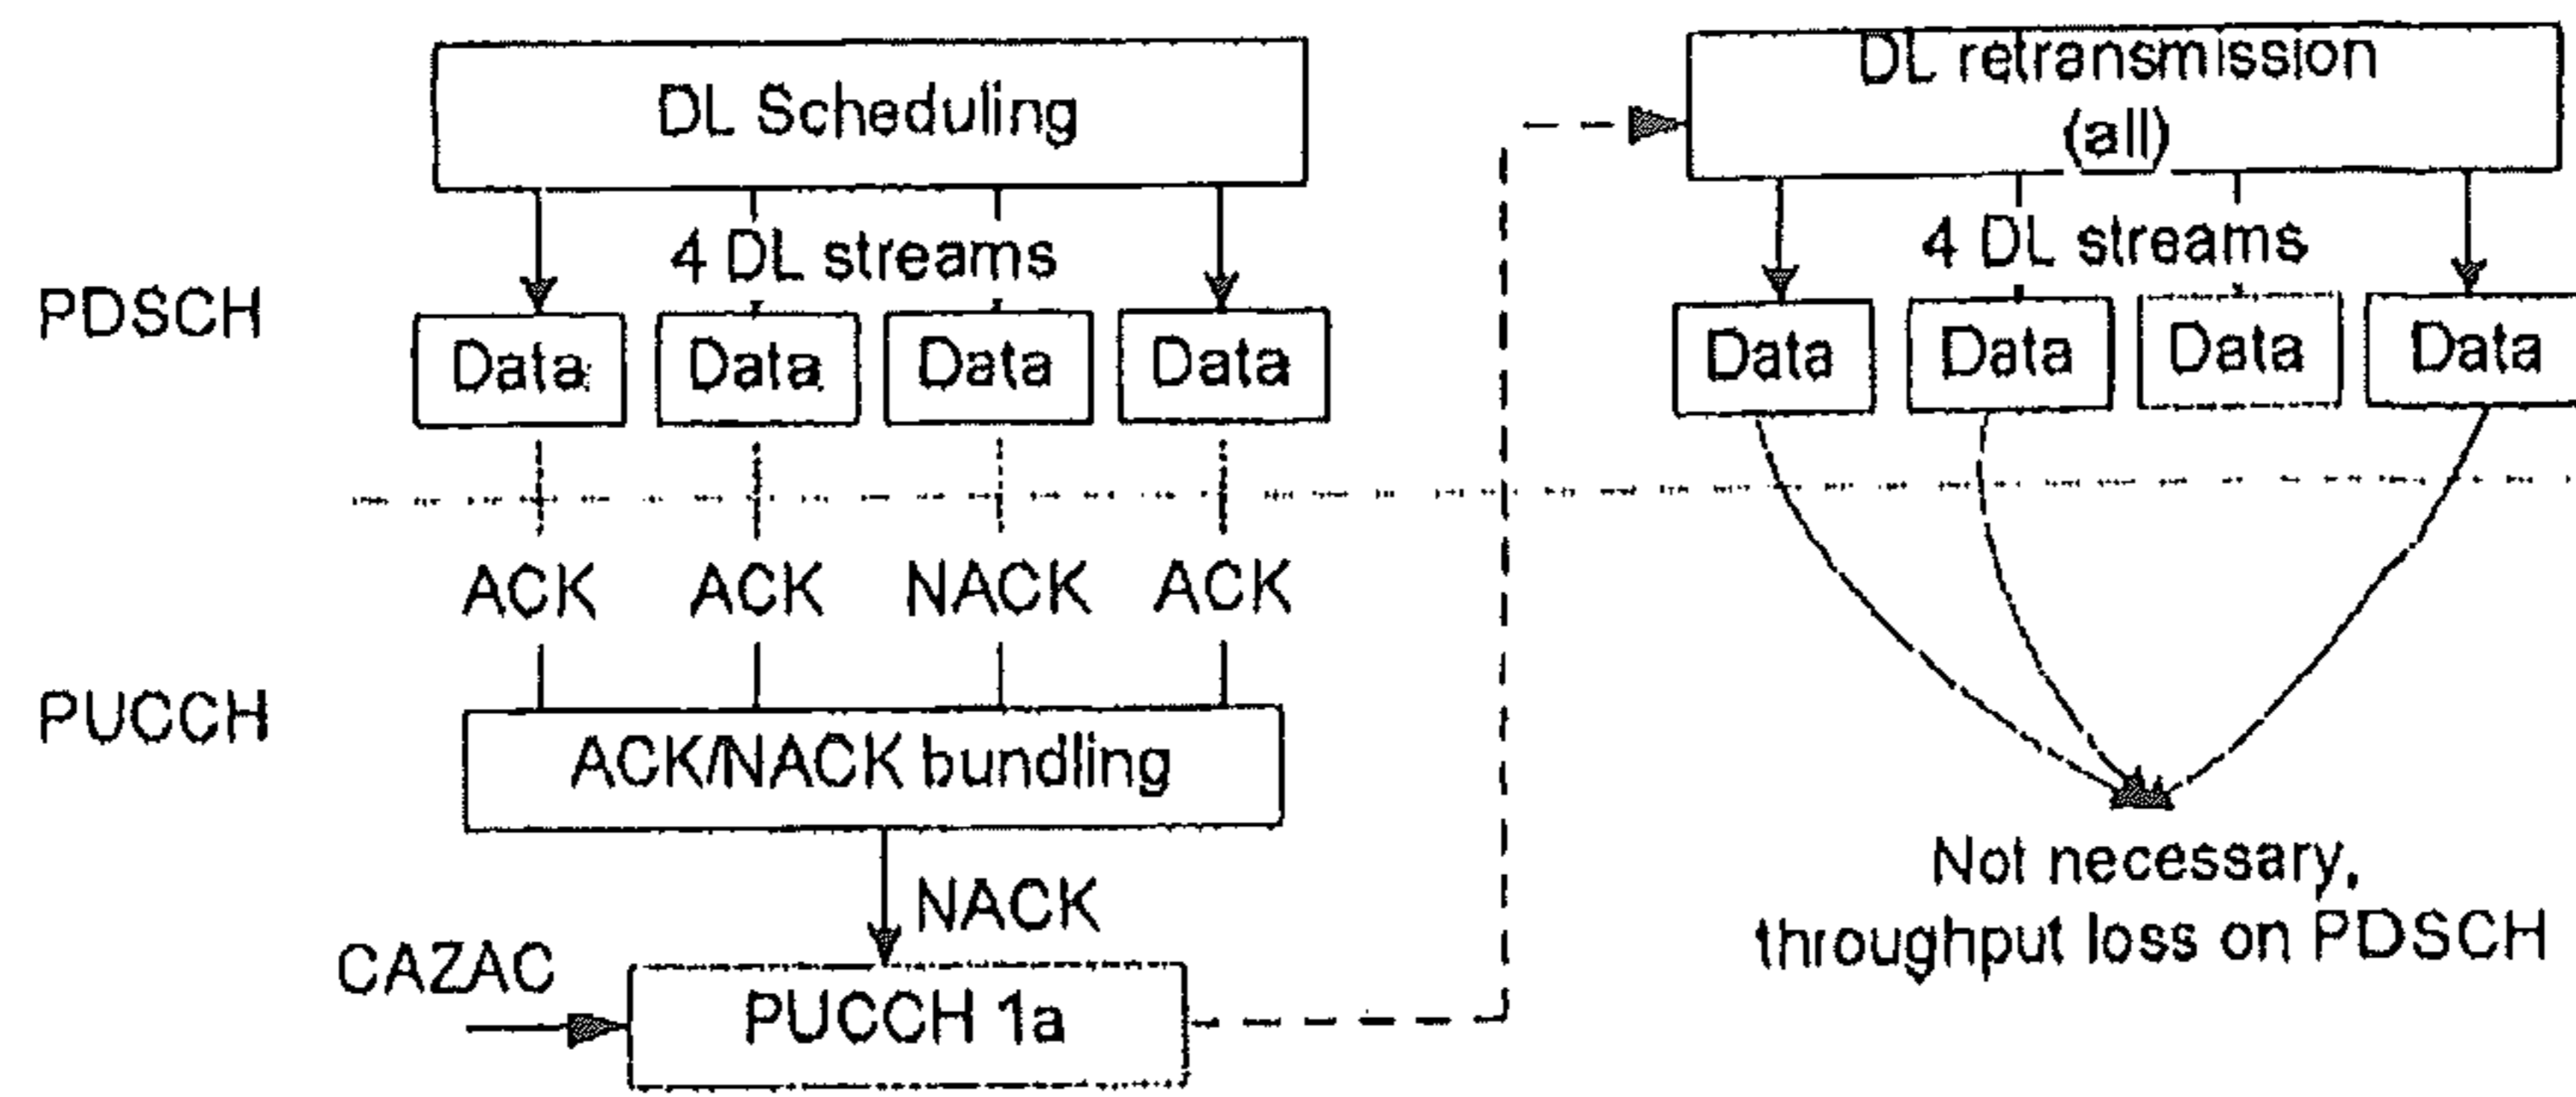 DL Scheduling
4 DL streams
PDSCH
Data Data Data Data
ACK ACK NACK ACK
PUCCH
ACK/NACK bundling
NACK
CAZAC
PUCCH 1a
DL retransmission
(all)
4 DL streams
Data Data Data Data
Not necessary,
throughput loss on PDSCH